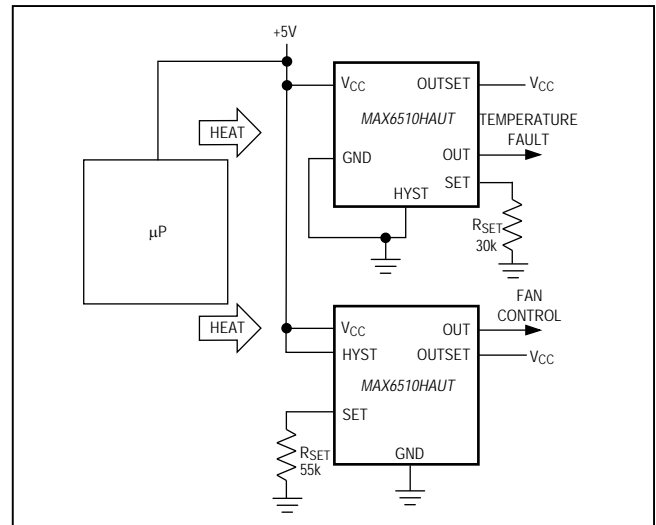 +5V
HEAT
µP
HEAT
VCC
OUTSET
VCC
MAX6510HAUT
TEMPERATURE
FAULT
GND
OUT
SET
HYST
RSET
30k
FAN
CONTROL
VCC
OUT
HYST
OUTSET
VCC
MAX6510HAUT
SET
GND
RSET
55k